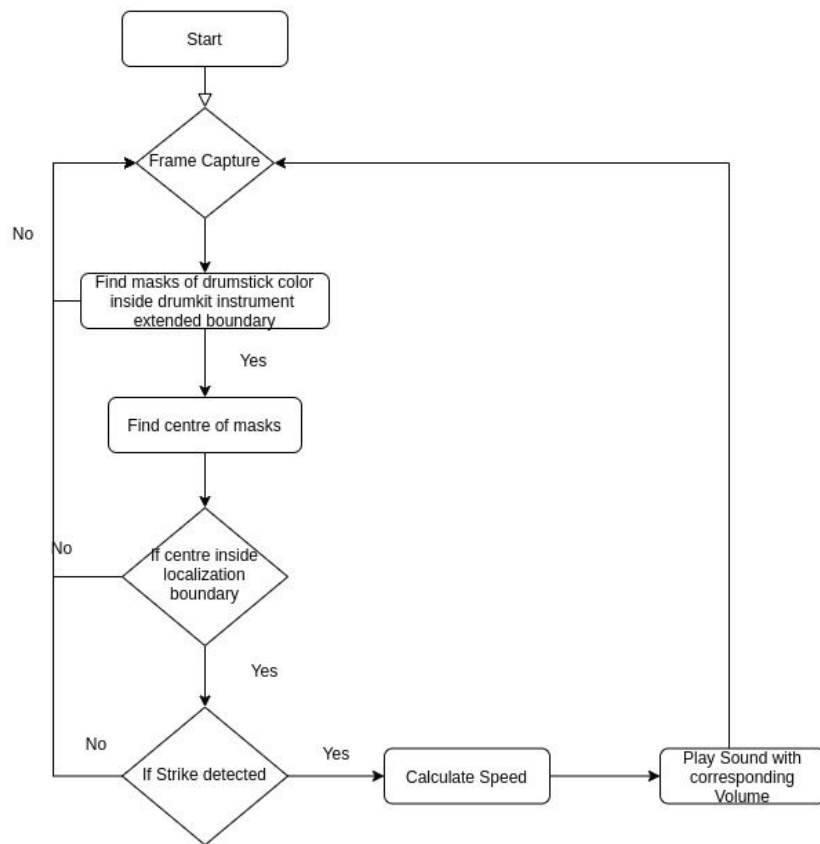 Start
Frame Capture
No
Find masks of drumstick color
inside drumkit instrument
extended boundary
Yes
Find centre of masks
No
If centre inside
localization
boundary
Yes
No
If Strike detected
Yes
Calculate Speed
Play Sound with
corresponding
Volume